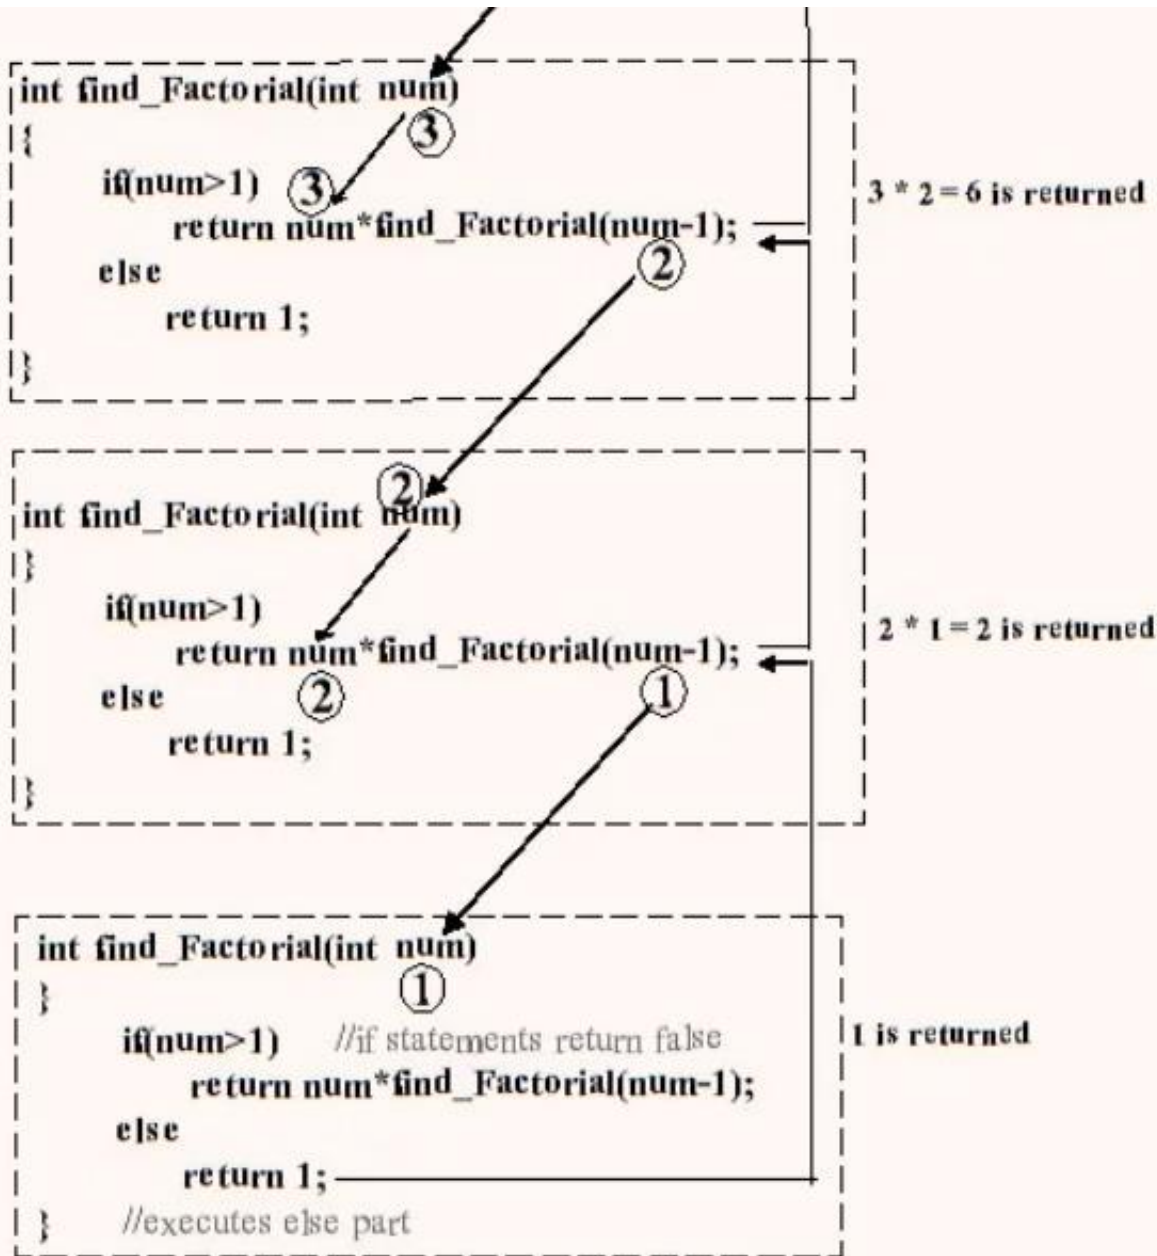 int find_Factorial(int num)
{
3
if(num>1) 3
return num*find_Factorial(num-1);
3 * 2 = 6 is returned
2
else
return 1;
}
2
int find_Factorial(int num)
}
if(num>1)
return num*find_Factorial(num-1);
2 * 1 = 2 is returned
else 2 1
return 1;
}
int find_Factorial(int num)
1
}
if(num>1) //if statements return false
1 is returned
return num*find_Factorial(num-1);
else
return 1;
} //executes else part